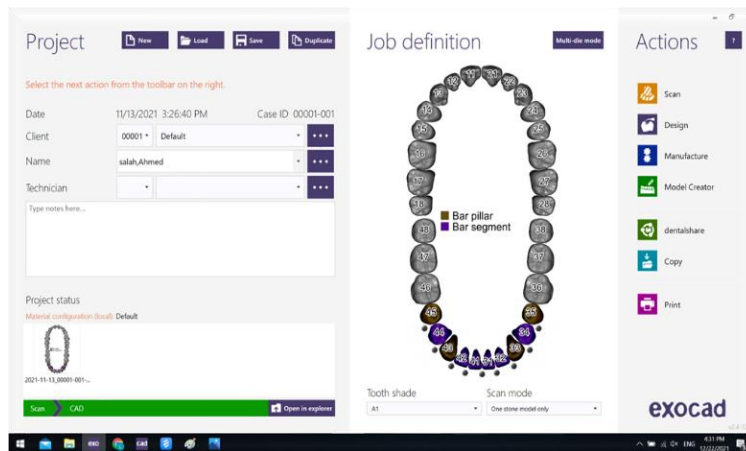 Project
New
Load
Save
Duplicate
Select the next action from the toolbar on the right.
Date 11/13/2021 3:26:40 PM Case ID 00001-001
Client 00001 Default
Name salah,Ahmed
Technician
Type notes here...
Project status
Material configuration (local) Default
2021-11-13_00001-001-...
Scan CAD
Open in explorer
Job definition
Multi-die mode
11 21
12 22
13 23
14 24
15 25
16 26
17 27
18 28
Bar pillar
Bar segment
48 38
47 37
46 36
45 35
44 34
43 33
42 41 31 32
Tooth shade Scan mode
A1 One stone model only
Actions ?
Scan
Design
Manufacture
Model Creator
dentalshare
Copy
Print
exocad
exo cad
ENG
4:31 PM
12/22/2021